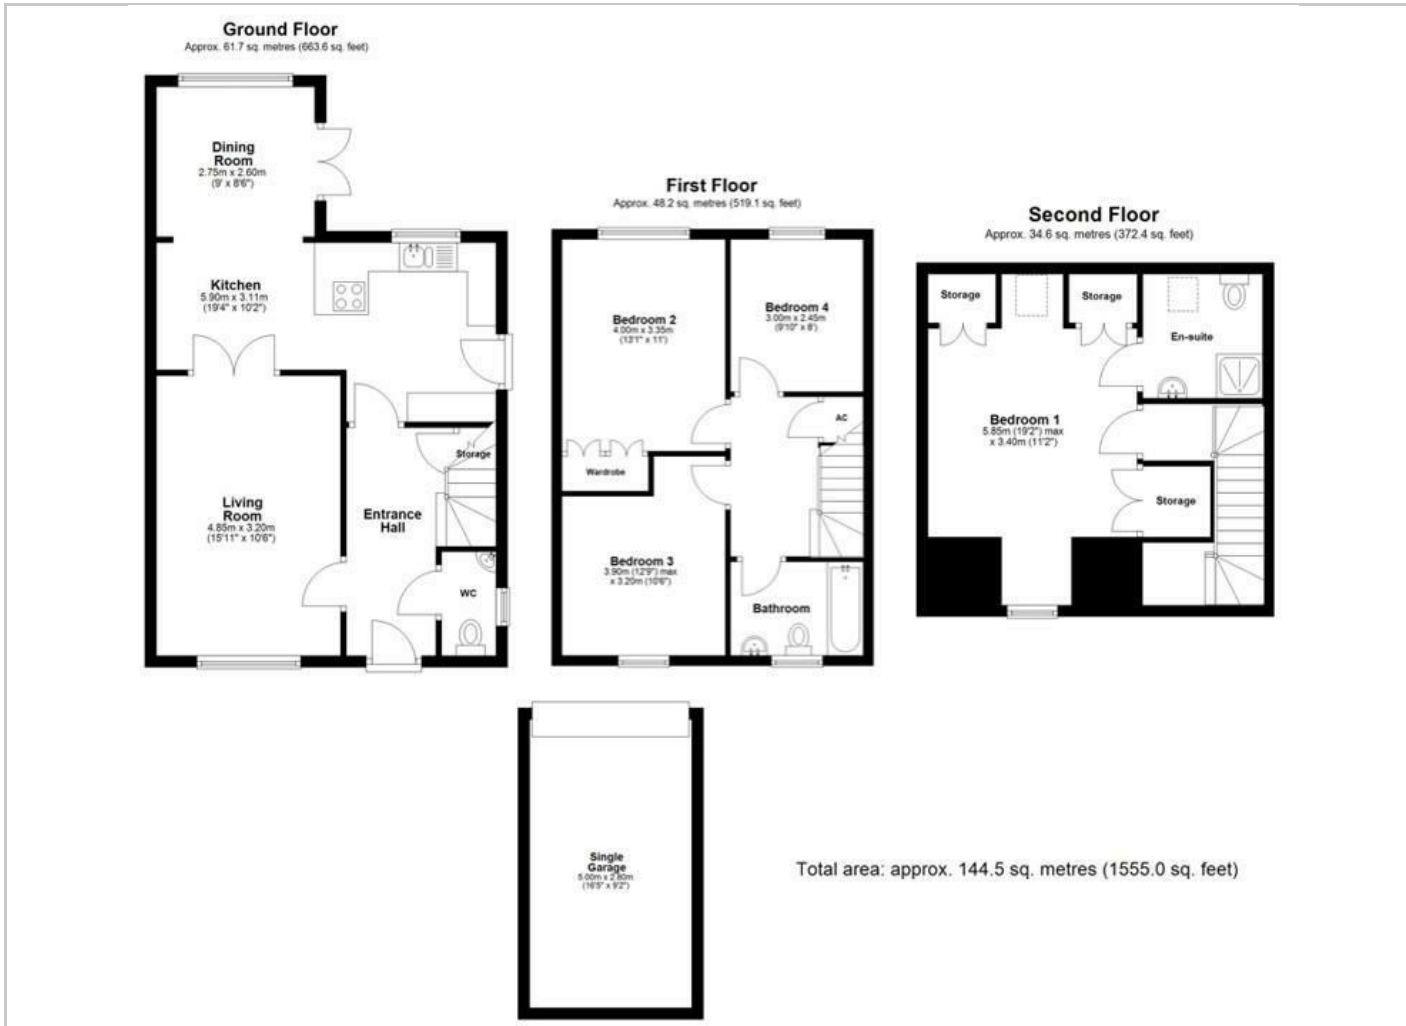 Ground Floor
Approx. 61.7 sq. metres (663.6 sq. feet)
Dining
Room
2.75m x 2.60m
(9' x 8'6")
Kitchen
5.90m x 3.11m
(19'4" x 10'2")
Living
Room
4.85m x 3.20m
(15'11" x 10'6")
Entrance
Hall
Storage
WC
First Floor
Approx. 48.2 sq. metres (519.1 sq. feet)
Bedroom 2
4.00m x 3.35m
(13'1" x 11')
Bedroom 4
3.00m x 2.45m
(9'10" x 8')
AC
Wardrobe
Bedroom 3
3.90m (12'9") max
x 3.20m (10'6")
Bathroom
Second Floor
Approx. 34.6 sq. metres (372.4 sq. feet)
Storage
Storage
En-suite
Bedroom 1
5.85m (19'2") max
x 3.40m (11'2")
Storage
Single
Garage
5.00m x 2.80m
(16'5" x 9'2")
Total area: approx. 144.5 sq. metres (1555.0 sq. feet)